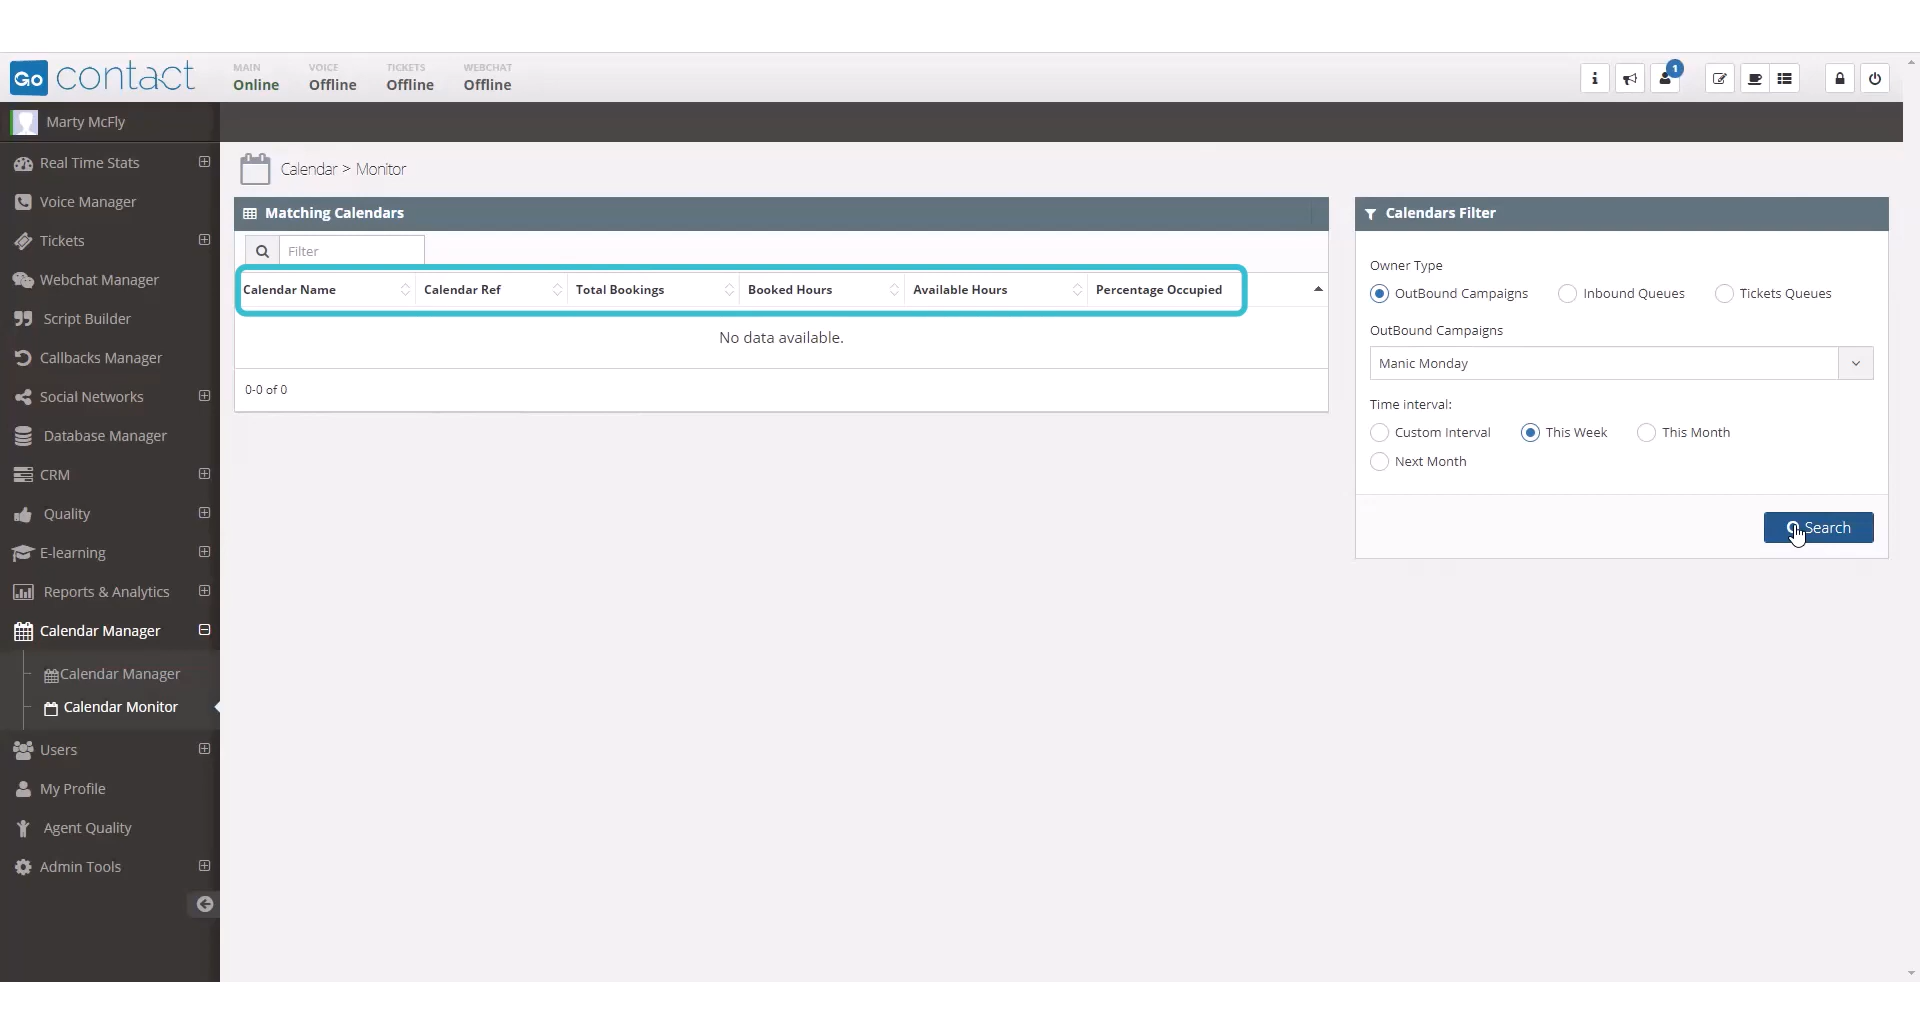 Go contact
MAIN
Online
VOICE
Offline
TICKETS
Offline
WEBCHAT
Offline
1
Marty McFly
Real Time Stats
Voice Manager
Tickets
Webchat Manager
Script Builder
Callbacks Manager
Social Networks
Database Manager
CRM
Quality
E-learning
Reports & Analytics
Calendar Manager
Calendar Manager
Calendar Monitor
Users
My Profile
Agent Quality
Admin Tools
Calendar > Monitor
Matching Calendars
Filter
Calendar Name Calendar Ref Total Bookings Booked Hours Available Hours Percentage Occupied
No data available.
0-0 of 0
Calendars Filter
Owner Type
OutBound Campaigns Inbound Queues Tickets Queues
OutBound Campaigns
Manic Monday
Time interval:
Custom Interval This Week This Month
Next Month
Search